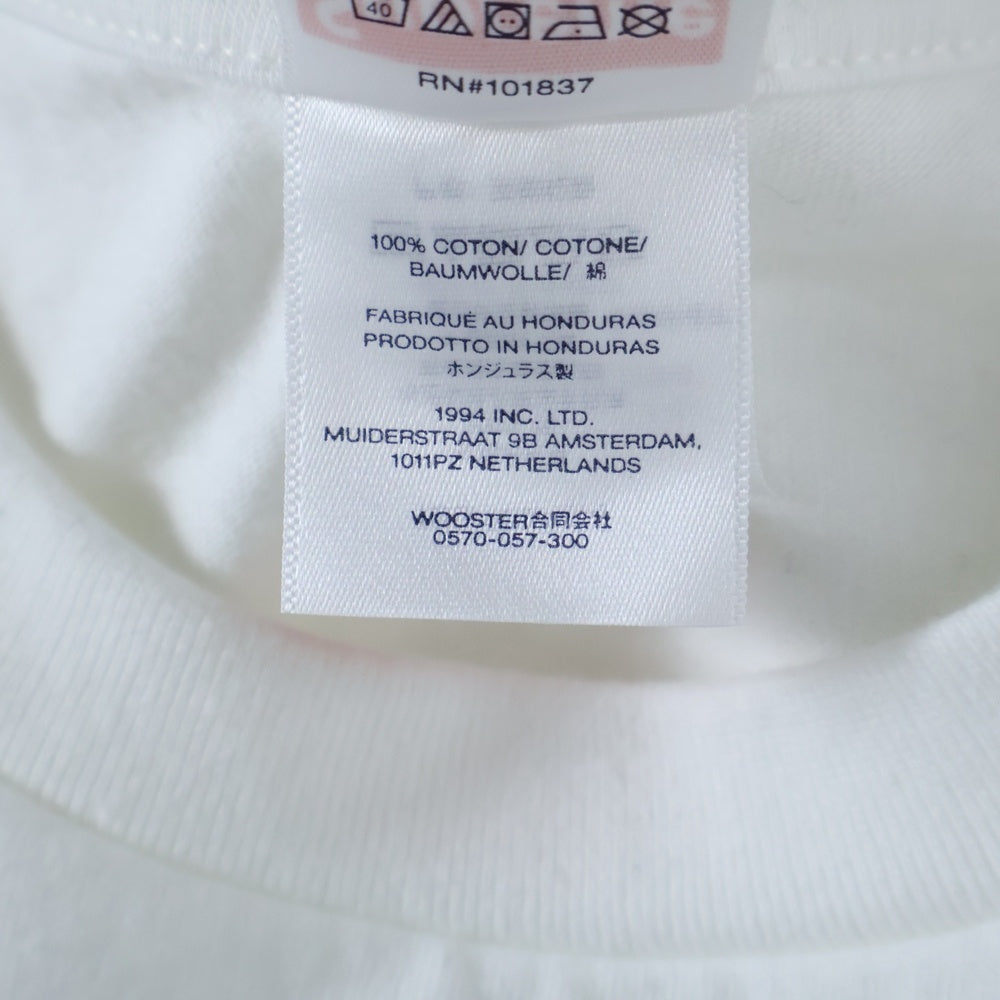 40
RN#101837
100% COTON/ COTONE/
BAUMWOLLE/ 綿
FABRIQUÉ AU HONDURAS
PRODOTTO IN HONDURAS
ホンジュラス製
1994 INC. LTD.
MUIDERSTRAAT 9B AMSTERDAM,
1011PZ NETHERLANDS
WOOSTER合同会社
0570-057-300